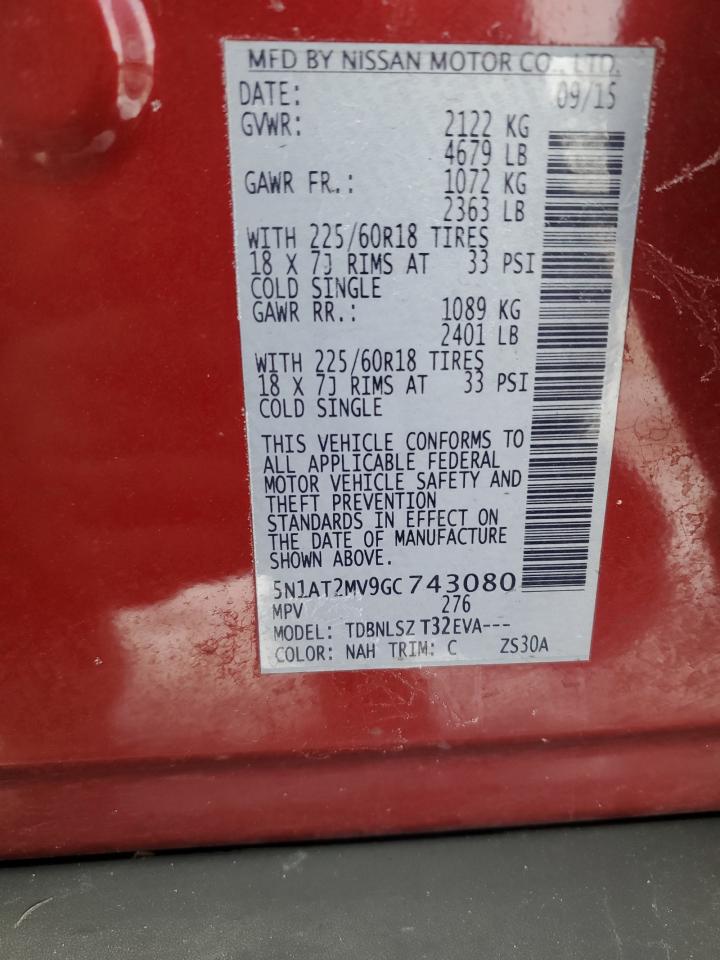 MFD BY NISSAN MOTOR CO., LTD.
DATE: 09/15
GVWR: 2122 KG
4679 LB
GAWR FR.: 1072 KG
2363 LB
WITH 225/60R18 TIRES
18 X 7J RIMS AT 33 PSI
COLD SINGLE
GAWR RR.: 1089 KG
2401 LB
WITH 225/60R18 TIRES
18 X 7J RIMS AT 33 PSI
COLD SINGLE
THIS VEHICLE CONFORMS TO
ALL APPLICABLE FEDERAL
MOTOR VEHICLE SAFETY AND
THEFT PREVENTION
STANDARDS IN EFFECT ON
THE DATE OF MANUFACTURE
SHOWN ABOVE.
5N1AT2MV9GC743080
MPV 276
MODEL: TDBNLSZ T32EVA---
COLOR: NAH TRIM: C ZS30A